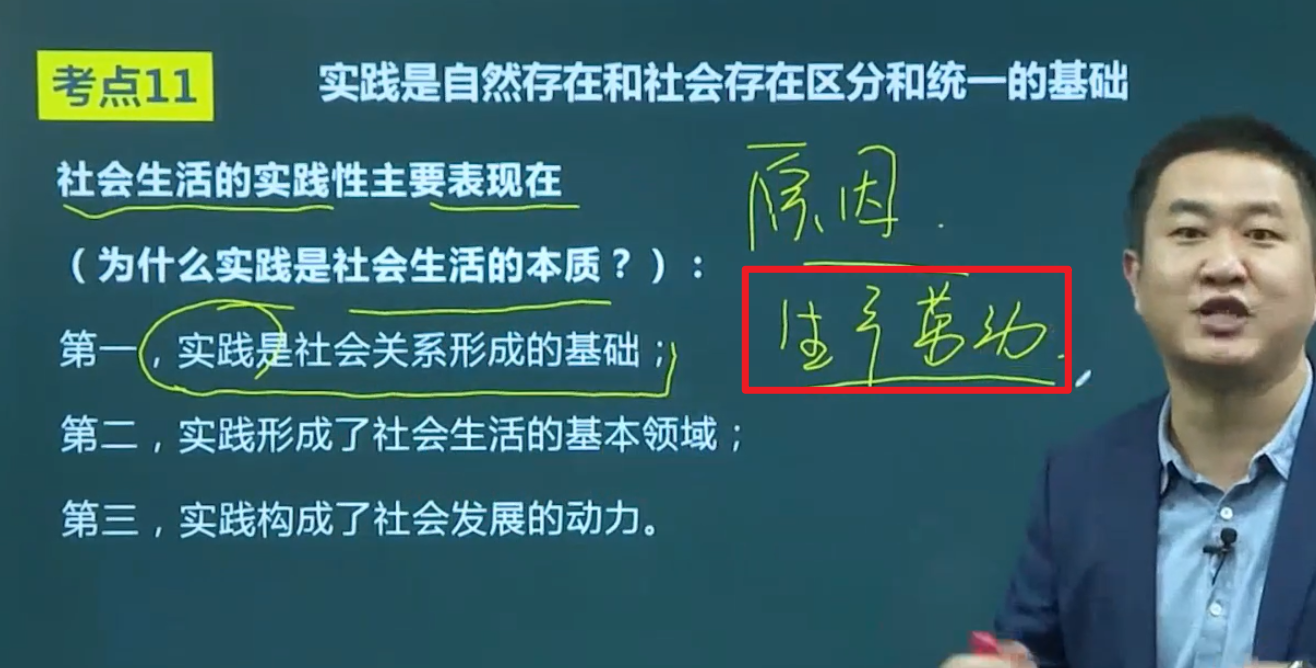 考点11
实践是自然存在和社会存在区分和统一的基础
社会生活的实践性主要表现在
原因.
（为什么实践是社会生活的本质？）：
第一，实践是社会关系形成的基础；
生产劳动.
第二，实践形成了社会生活的基本领域；
第三，实践构成了社会发展的动力。